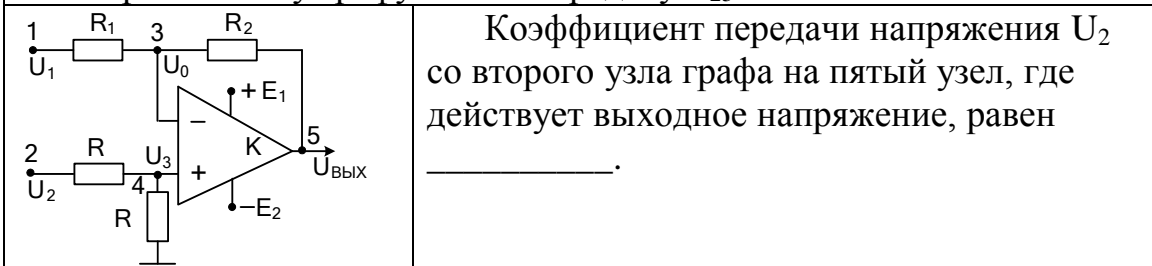 1 R₁ 3 R₂
U₁ U₀
+ E₁
−
K 5
2 R U₃ + Uвых
U₂ 4
−E₂
R
Коэффициент передачи напряжения U₂
со второго узла графа на пятый узел, где
действует выходное напряжение, равен
___________.